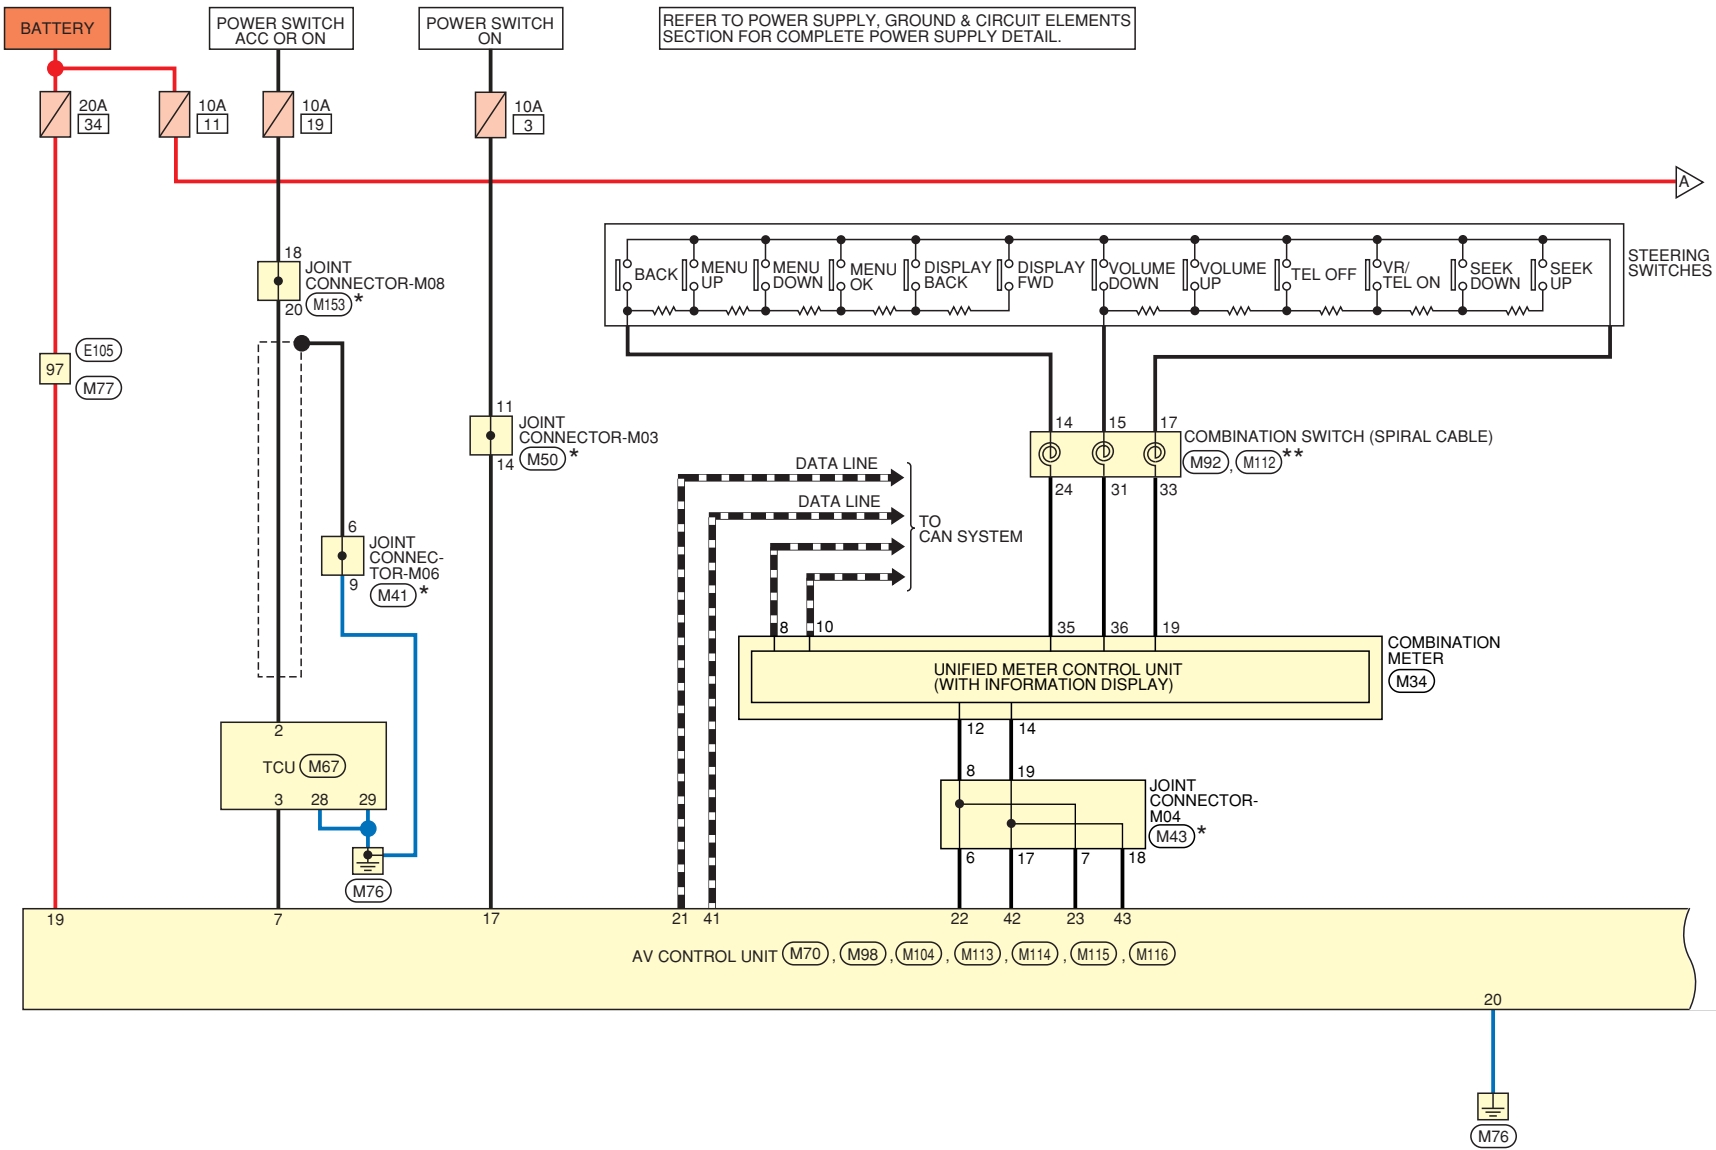 BATTERY
POWER SWITCH
ACC OR ON
POWER SWITCH
ON
REFER TO POWER SUPPLY, GROUND & CIRCUIT ELEMENTS
SECTION FOR COMPLETE POWER SUPPLY DETAIL.
20A
34
10A
11
10A
19
10A
3
A
STEERING
SWITCHES
BACK
MENU
UP
MENU
DOWN
MENU
OK
DISPLAY
BACK
DISPLAY
FWD
VOLUME
DOWN
VOLUME
UP
TEL OFF
VR/
TEL ON
SEEK
DOWN
SEEK
UP
18
JOINT
CONNECTOR-M08
M153 *
20
E105
97
M77
11
JOINT
CONNECTOR-M03
M50 *
14
14
15
17
COMBINATION SWITCH (SPIRAL CABLE)
M92 , M112 **
24
31
33
DATA LINE
DATA LINE
TO
CAN SYSTEM
6
JOINT
CONNEC-
TOR-M06
M41 *
9
8
10
35
36
19
COMBINATION
METER
M34
UNIFIED METER CONTROL UNIT
(WITH INFORMATION DISPLAY)
12
14
2
TCU M67
3
28
29
M76
8
19
JOINT
CONNECTOR-
M04
M43 *
6
17
7
18
19
7
17
21
41
22
42
23
43
AV CONTROL UNIT M70 , M98 , M104 , M113 , M114 , M115 , M116
20
M76